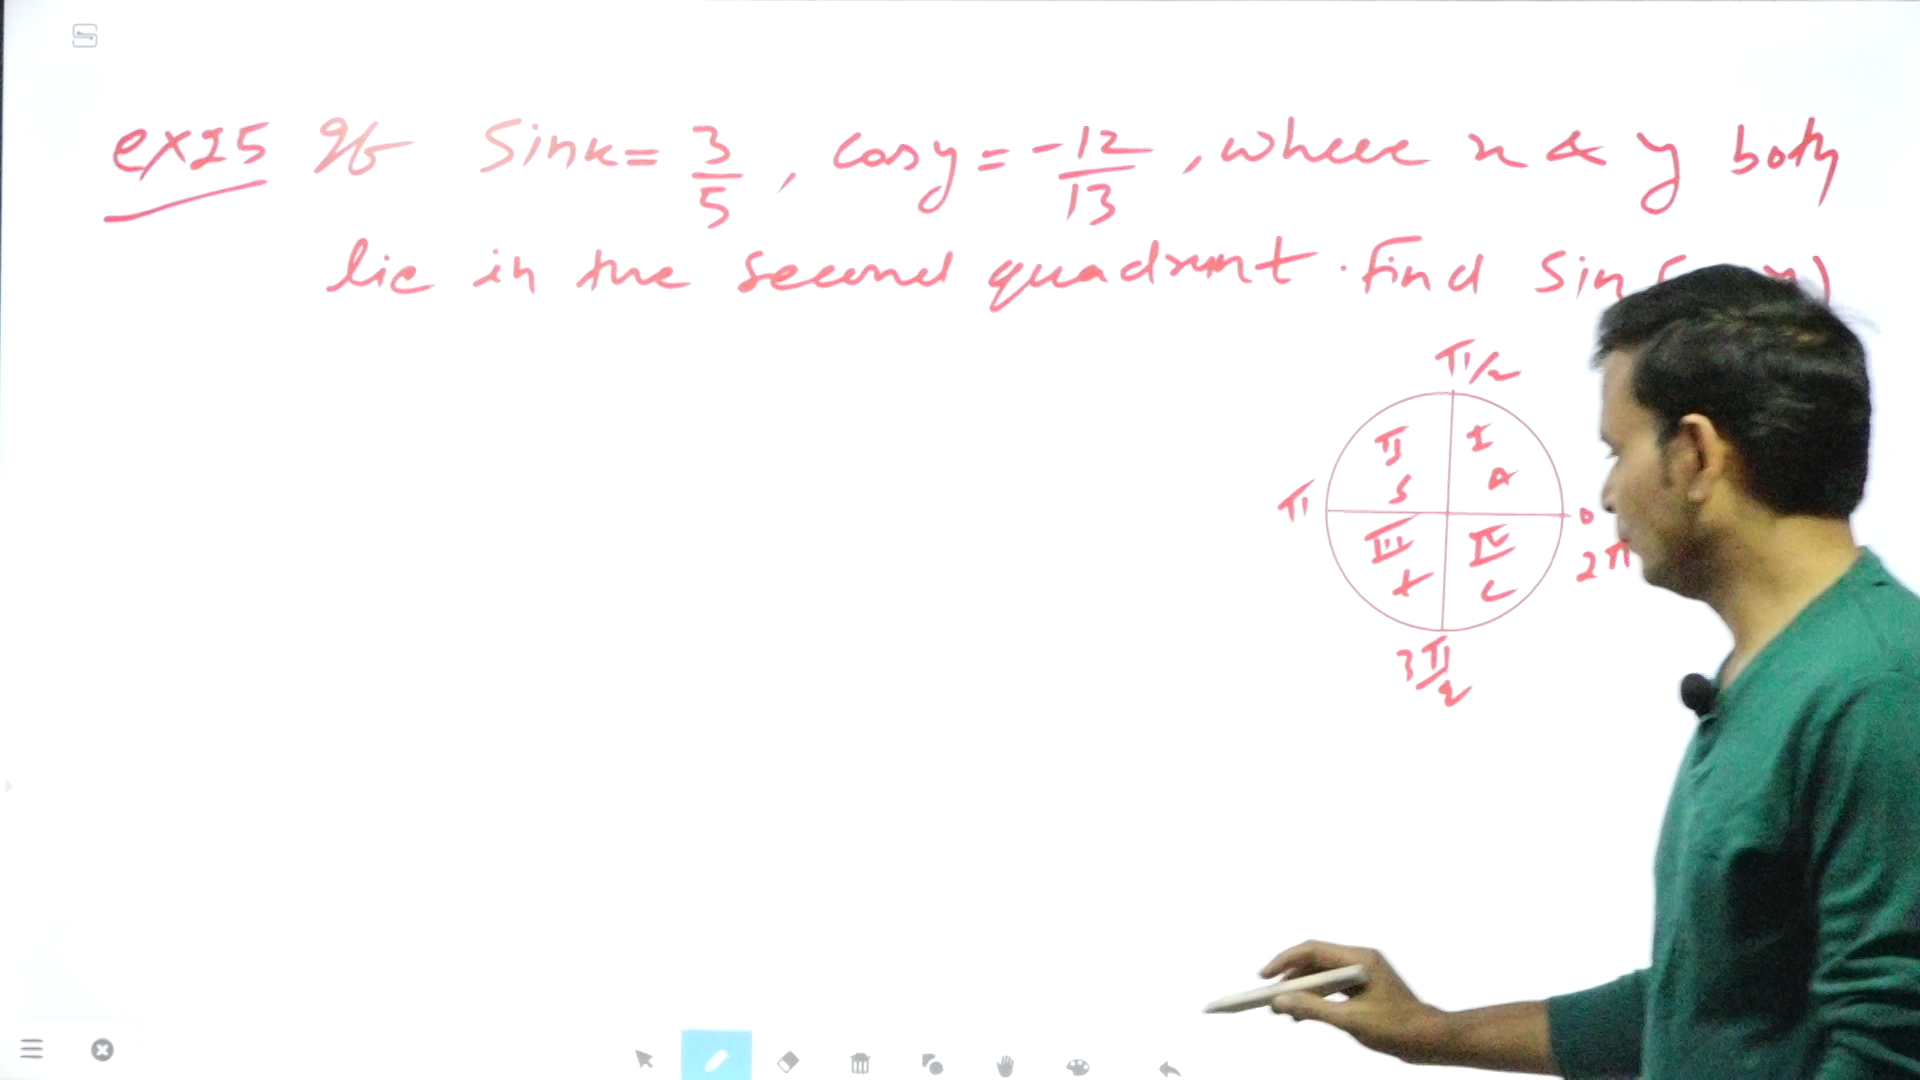 ex25 If Sinx = 3/5 , cosy = -12/13 , where x & y both
lie in the second quadrant . Find Sin
π/2
II I
S A
π 0
III IV 2π
t C
3π/2